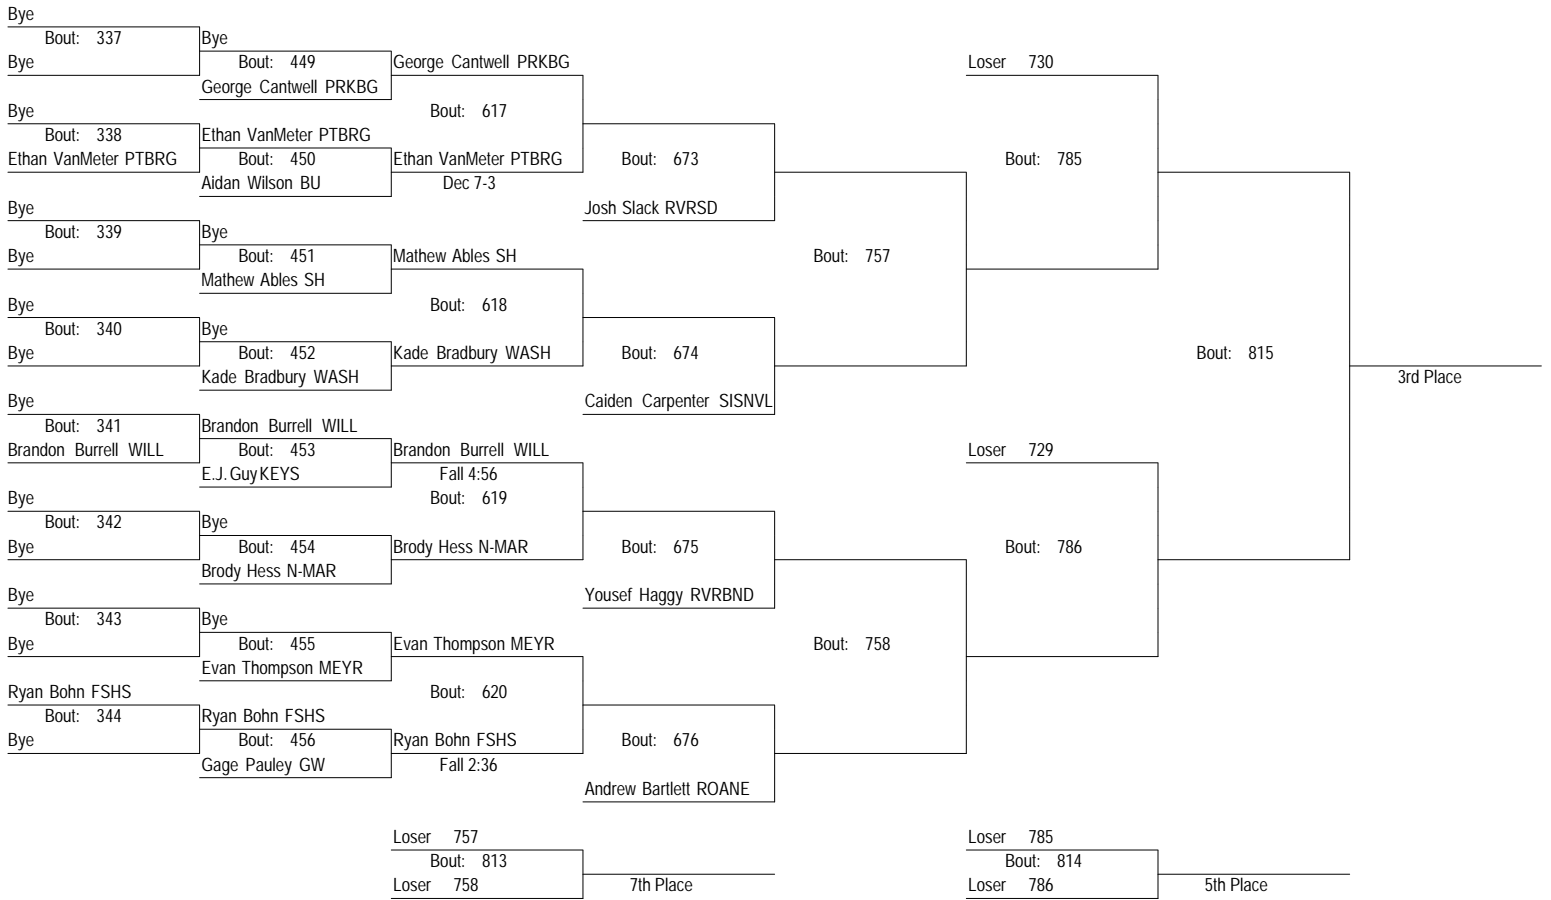 Bye
Bout: 337
Bye
Bye
Bout: 449
George Cantwell PRKBG
George Cantwell PRKBG
Loser 730
Bye
Bout: 338
Ethan VanMeter PTBRG
Ethan VanMeter PTBRG
Bout: 450
Aidan Wilson BU
Bout: 617
Ethan VanMeter PTBRG
Dec 7-3
Bout: 673
Josh Slack RVRSD
Bout: 785
Bye
Bout: 339
Bye
Bye
Bout: 451
Mathew Ables SH
Mathew Ables SH
Bout: 757
Bye
Bout: 340
Bye
Bye
Bout: 452
Kade Bradbury WASH
Bout: 618
Kade Bradbury WASH
Bout: 674
Caiden Carpenter SISNVL
Bout: 815
3rd Place
Bye
Bout: 341
Brandon Burrell WILL
Brandon Burrell WILL
Bout: 453
E.J. Guy KEYS
Brandon Burrell WILL
Fall 4:56
Loser 729
Bye
Bout: 342
Bye
Bye
Bout: 454
Brody Hess N-MAR
Bout: 619
Brody Hess N-MAR
Bout: 675
Yousef Haggy RVRBND
Bout: 786
Bye
Bout: 343
Bye
Bye
Bout: 455
Evan Thompson MEYR
Evan Thompson MEYR
Bout: 758
Ryan Bohn FSHS
Bout: 344
Bye
Ryan Bohn FSHS
Bout: 456
Gage Pauley GW
Bout: 620
Ryan Bohn FSHS
Fall 2:36
Bout: 676
Andrew Bartlett ROANE
Loser 757
Bout: 813
Loser 758
7th Place
Loser 785
Bout: 814
Loser 786
5th Place